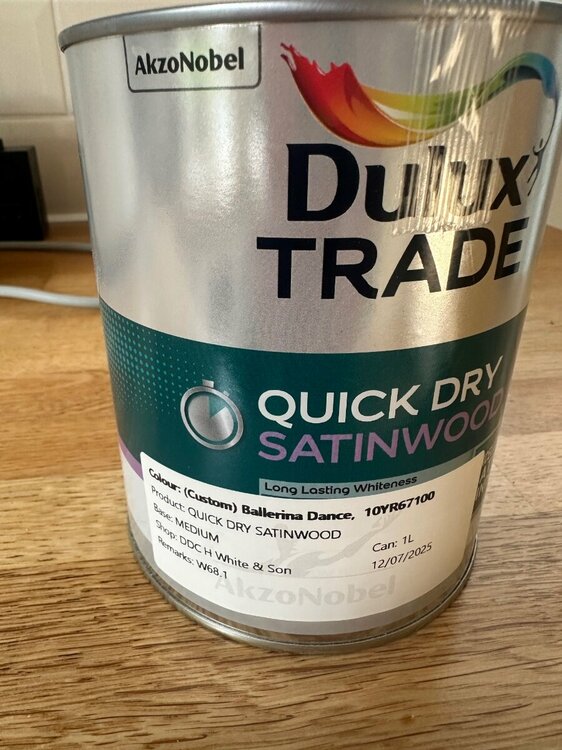 AkzoNobel
Dulux
TRADE
QUICK DRY
SATINWOOD
Long Lasting Whiteness
Colour: (Custom) Ballerina Dance, 10YR67100
Product: QUICK DRY SATINWOOD
Base: MEDIUM Can: 1L
Shop: DDC H White & Son 12/07/2025
Remarks: W68.1
AkzoNobel